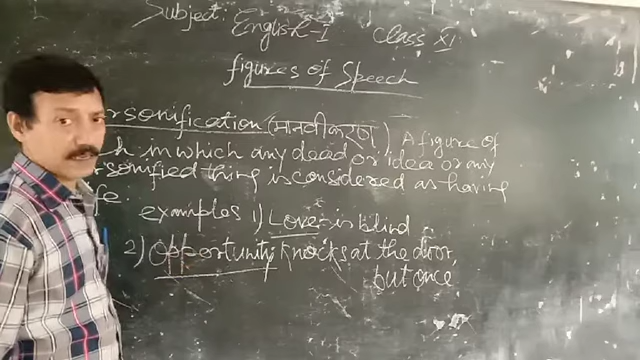 Subject: English-I Class XI
figures of Speech
rsonification (मानवीकरण) A figure of
h in which any dead or idea or any
rsonified thing is considered as having
fe.
examples 1) Love is blind
2) Opportunity knocks at the door,
but once